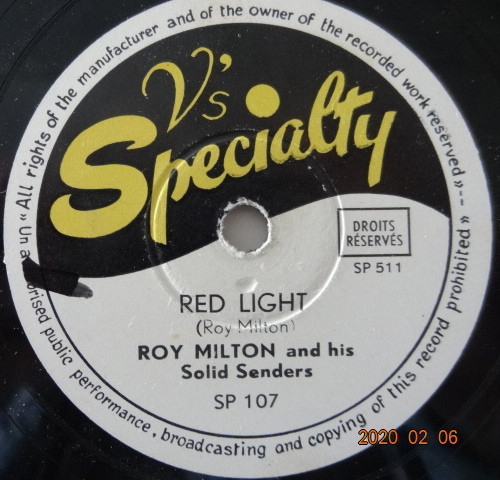 "All rights of the manufacturer and of the owner of the recorded work reserved" --- Una
orised public performance, broadcasting and copying of this record prohibited" ---
V's
Specialty
DROITS
RÉSERVÉS
SP 511
RED LIGHT
(Roy Milton)
ROY MILTON and his
Solid Senders
SP 107
2020 02 06